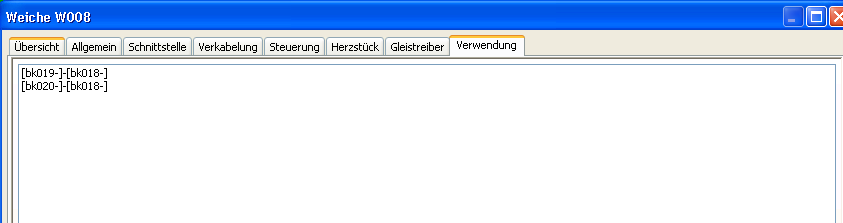 Weiche W008
Übersicht Allgemein Schnittstelle Verkabelung Steuerung Herzstück Gleistreiber Verwendung
[bk019-]-[bk018-]
[bk020-]-[bk018-]